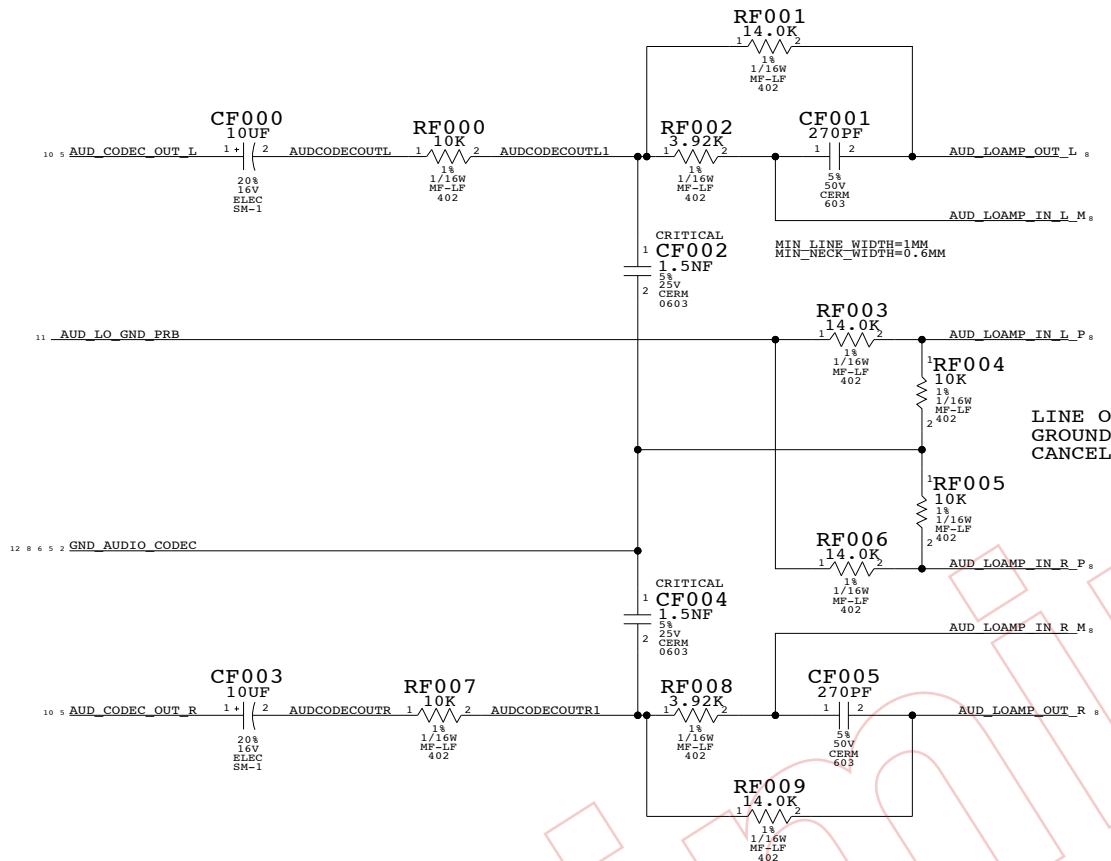 RF001
14.0K
1 2
1%
1/16W
MF-LF
402
CF000
10UF
10 5 AUD_CODEC_OUT_L
1 + 2
20%
16V
ELEC
SM-1
AUDCODECOUTL
RF000
10K
1 2
1%
1/16W
MF-LF
402
AUDCODECOUTL1
RF002
3.92K
1 2
1%
1/16W
MF-LF
402
CF001
270PF
1 2
5%
50V
CERM
603
AUD_LOAMP_OUT_L 8
AUD_LOAMP_IN_L_M 8
MIN_LINE_WIDTH=1MM
MIN_NECK_WIDTH=0.6MM
CRITICAL
1 CF002
1.5NF
5%
25V
2 CERM
0603
11 AUD_LO_GND_PRB
RF003
14.0K
1 2
1%
1/16W
MF-LF
402
AUD_LOAMP_IN_L_P 8
1 RF004
10K
1%
1/16W
MF-LF
2 402
LINE O
GROUND
CANCEL
1 RF005
10K
1%
1/16W
MF-LF
2 402
12 8 6 5 2 GND_AUDIO_CODEC
RF006
14.0K
1 2
1%
1/16W
MF-LF
402
AUD_LOAMP_IN_R_P 8
CRITICAL
1 CF004
1.5NF
5%
25V
2 CERM
0603
AUD_LOAMP_IN_R_M 8
CF003
10UF
10 5 AUD_CODEC_OUT_R
1 + 2
20%
16V
ELEC
SM-1
AUDCODECOUTR
RF007
10K
1 2
1%
1/16W
MF-LF
402
AUDCODECOUTR1
RF008
3.92K
1 2
1%
1/16W
MF-LF
402
CF005
270PF
1 2
5%
50V
CERM
603
AUD_LOAMP_OUT_R 8
RF009
14.0K
1 2
1%
1/16W
MF-LF
402